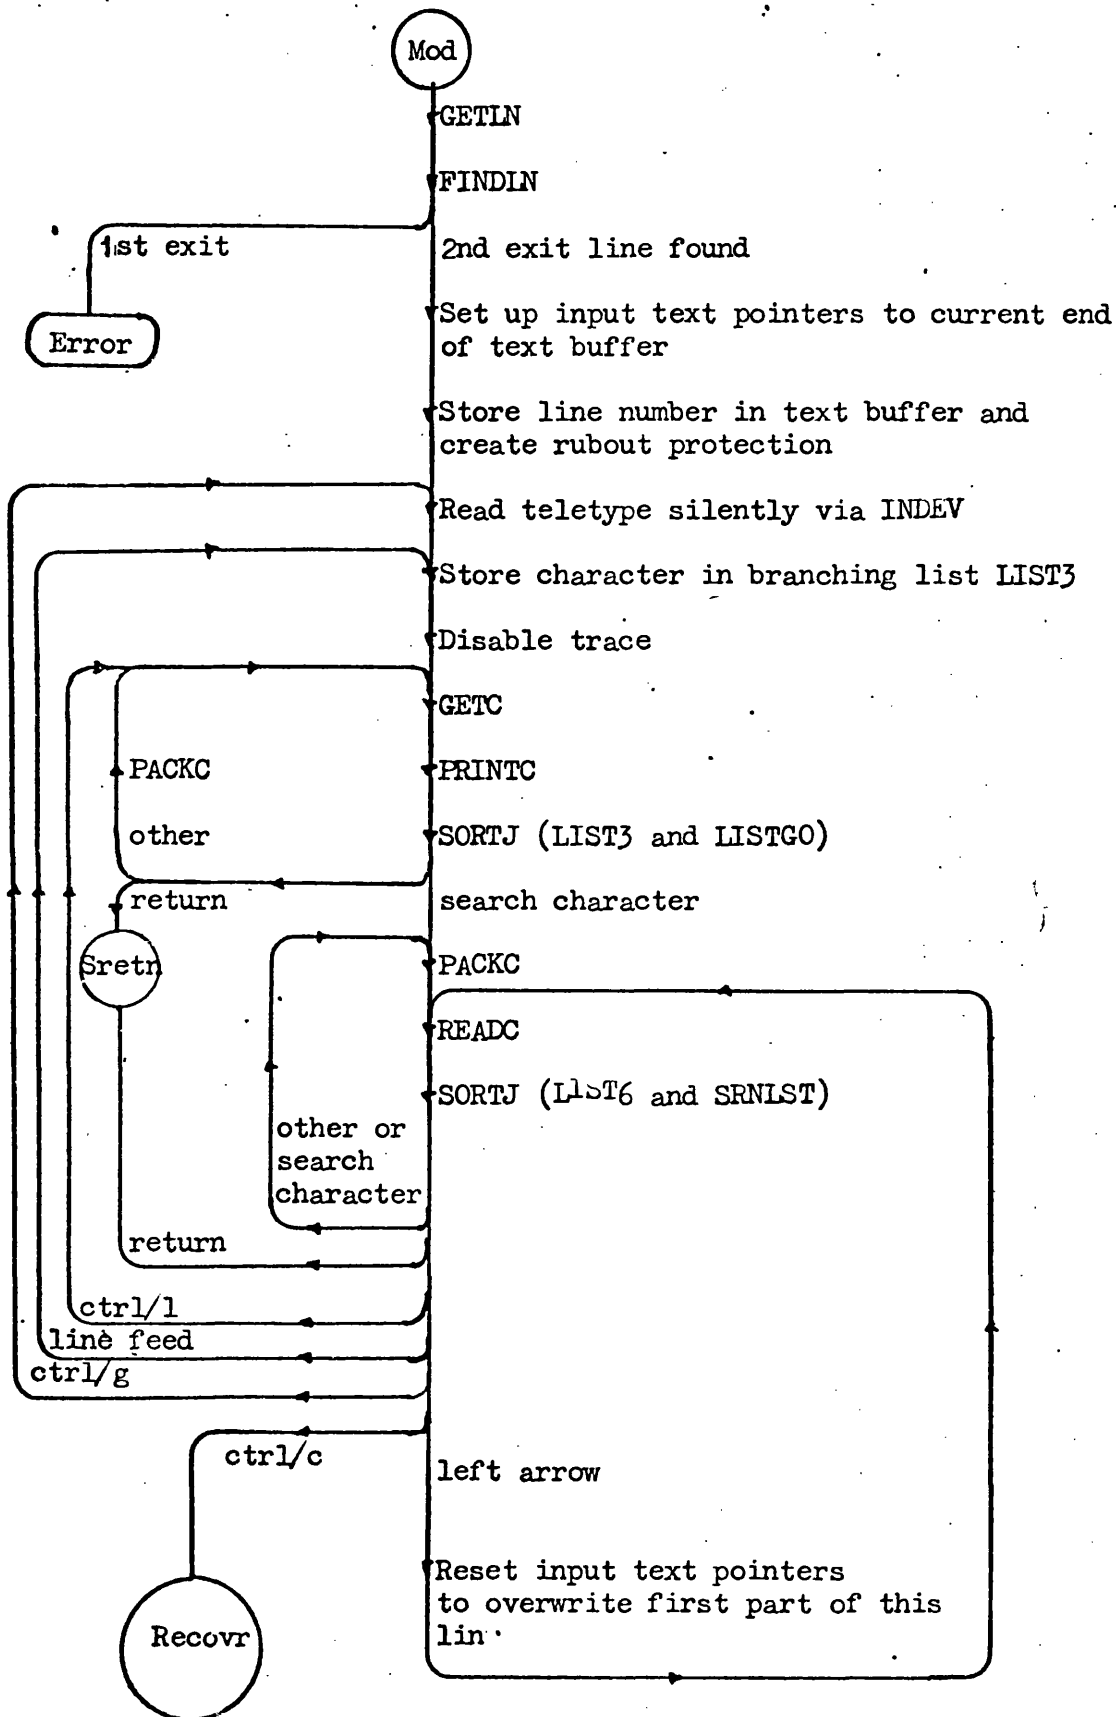 Mod
GETLN
FINDLN
1st exit
2nd exit line found
Error
Set up input text pointers to current end
of text buffer
Store line number in text buffer and
create rubout protection
Read teletype silently via INDEV
Store character in branching list LIST3
Disable trace
GETC
PACKC
PRINTC
other
SORTJ (LIST3 and LISTGO)
return
search character
Sretn
PACKC
READC
SORTJ (LIST6 and SRNLST)
other or
search
character
return
ctrl/l
line feed
ctrl/g
ctrl/c
left arrow
Reset input text pointers
to overwrite first part of this
lin
Recovr